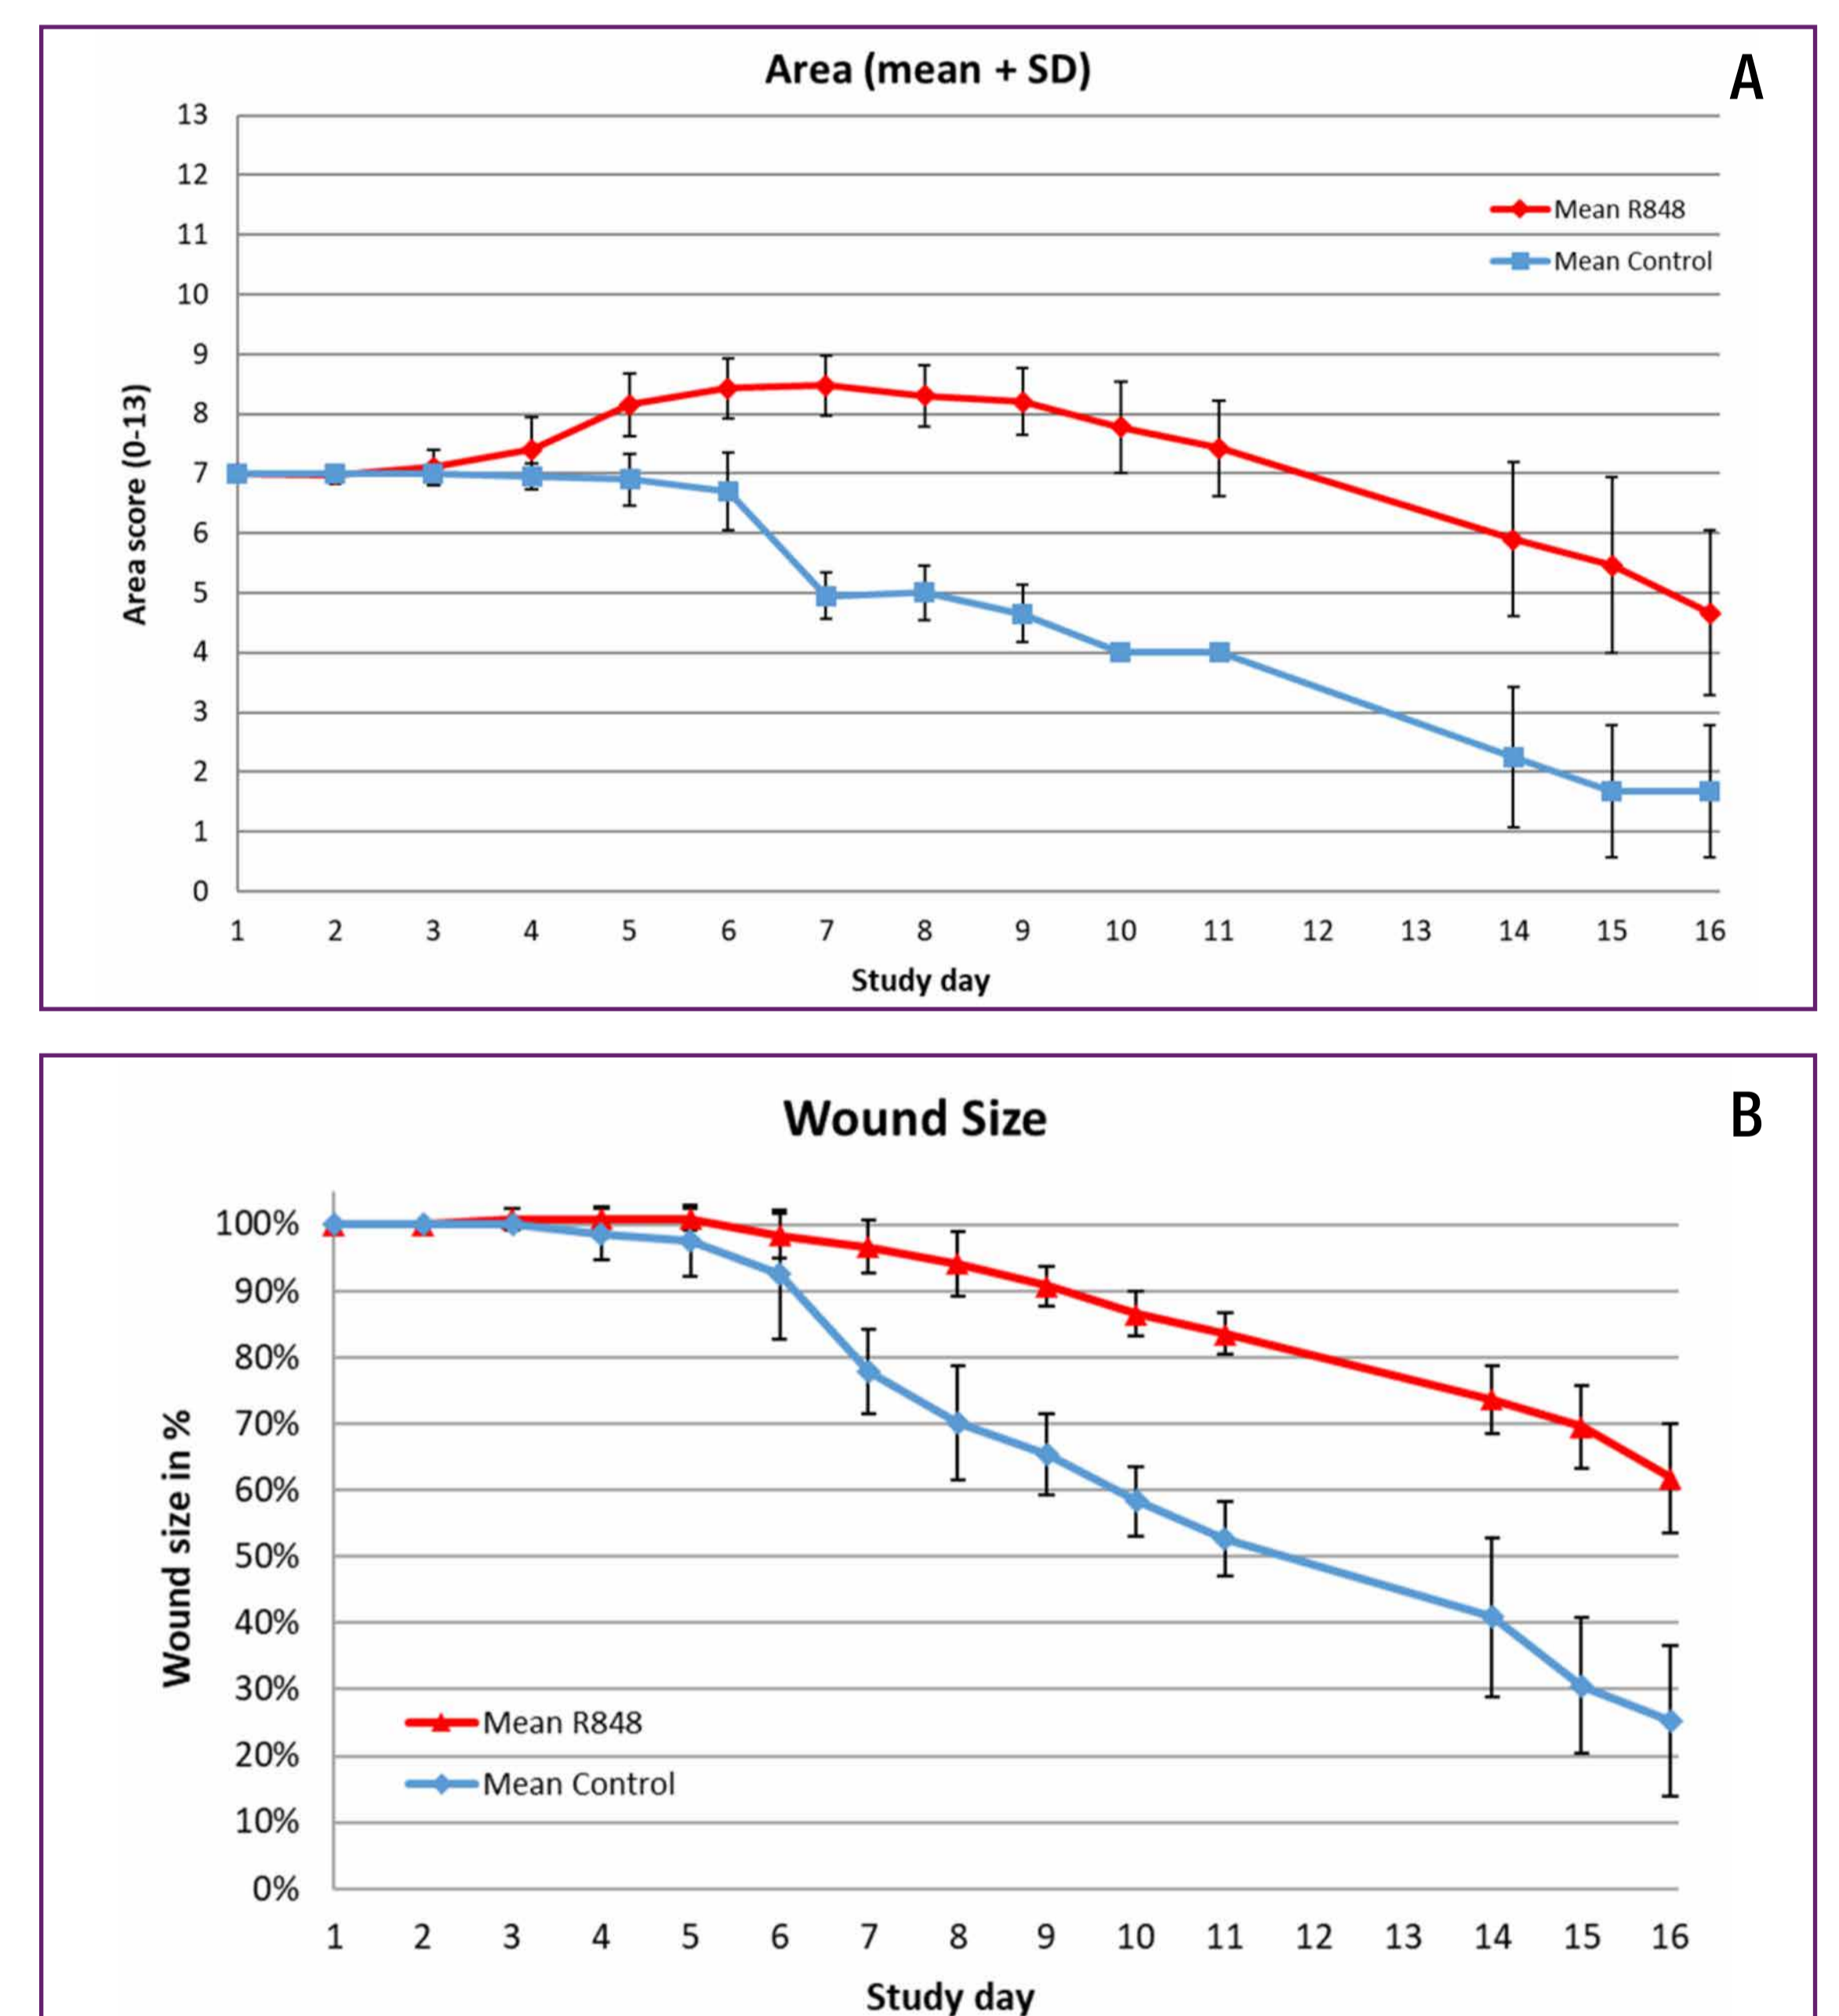 Area (mean + SD)
A
13
12
11
10
9
8
7
6
5
4
3
2
1
0
Area score (0-13)
Mean R848
Mean Control
1 2 3 4 5 6 7 8 9 10 11 12 13 14 15 16
Study day
B
Wound Size
100%
90%
80%
70%
60%
50%
40%
30%
20%
10%
0%
Wound size in %
Mean R848
Mean Control
1 2 3 4 5 6 7 8 9 10 11 12 13 14 15 16
Study day